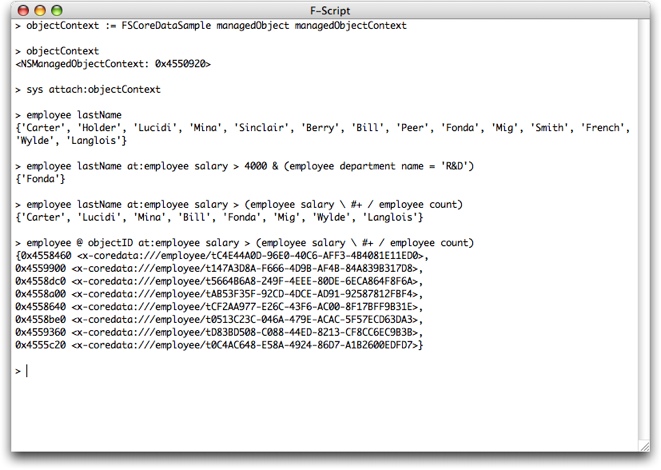 F-Script
> objectContext := FSCoreDataSample managedObject managedObjectContext
> objectContext
<NSManagedObjectContext: 0x4550920>
> sys attach:objectContext
> employee lastName
{'Carter', 'Holder', 'Lucidi', 'Mina', 'Sinclair', 'Berry', 'Bill', 'Peer', 'Fonda', 'Mig', 'Smith', 'French',
'Wylde', 'Langlois'}
> employee lastName at:employee salary > 4000 & (employee department name = 'R&D')
{'Fonda'}
> employee lastName at:employee salary > (employee salary \ #+ / employee count)
{'Carter', 'Lucidi', 'Mina', 'Bill', 'Fonda', 'Mig', 'Wylde', 'Langlois'}
> employee @ objectID at:employee salary > (employee salary \ #+ / employee count)
{0x4558460 <x-coredata:///employee/tC4E44A0D-96E0-40C6-AFF3-4B4081E11ED0>,
0x4559900 <x-coredata:///employee/t147A3D8A-F666-4D9B-AF4B-84A839B317D8>,
0x4558dc0 <x-coredata:///employee/t5664B6A8-249F-4EEE-80DE-6ECA864F8F6A>,
0x4558a00 <x-coredata:///employee/tAB53F35F-92CD-4DCE-AD91-92587812FBF4>,
0x4558640 <x-coredata:///employee/tCF2AA977-E26C-43F6-AC00-8F17BFF9B31E>,
0x4558be0 <x-coredata:///employee/t0513C23C-046A-479E-ACAC-5F57ECD63DA3>,
0x4559360 <x-coredata:///employee/tD83BD508-C088-44ED-8213-CF8CC6EC9B3B>,
0x4555c20 <x-coredata:///employee/t0C4AC648-E58A-4924-86D7-A1B2600EDFD7>}
>